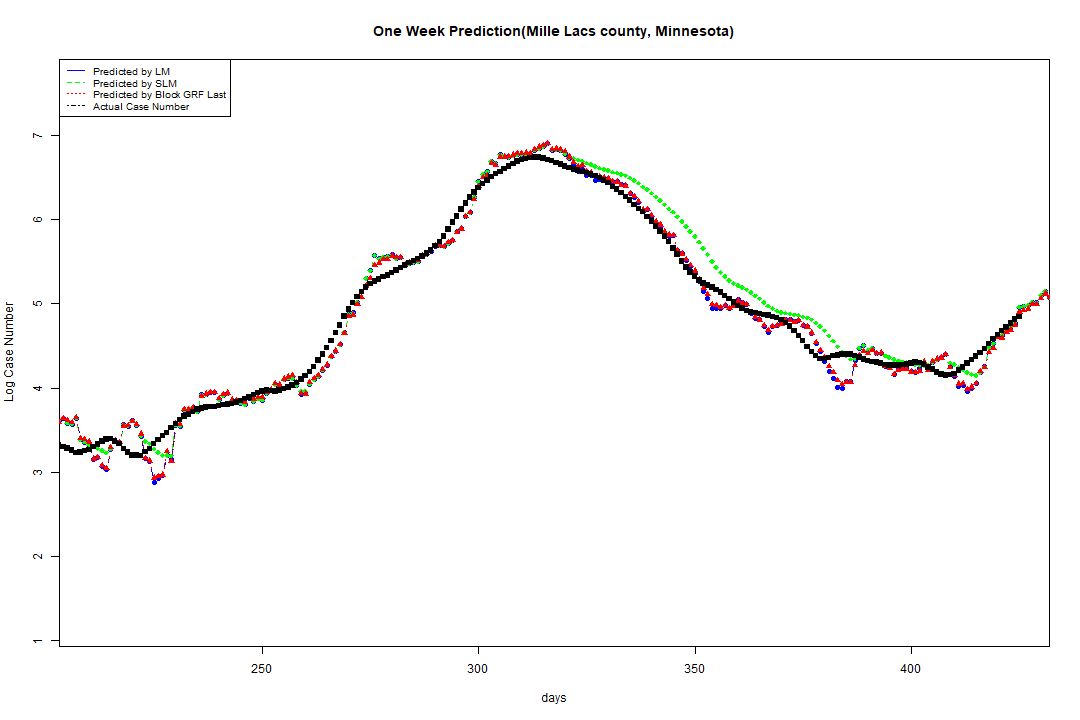 One Week Prediction(Mille Lacs county, Minnesota)
Predicted by LM
Predicted by SLM
Predicted by Block GRF Last
Actual Case Number
7
6
5
4
3
2
1
Log Case Number
250 300 350 400
days